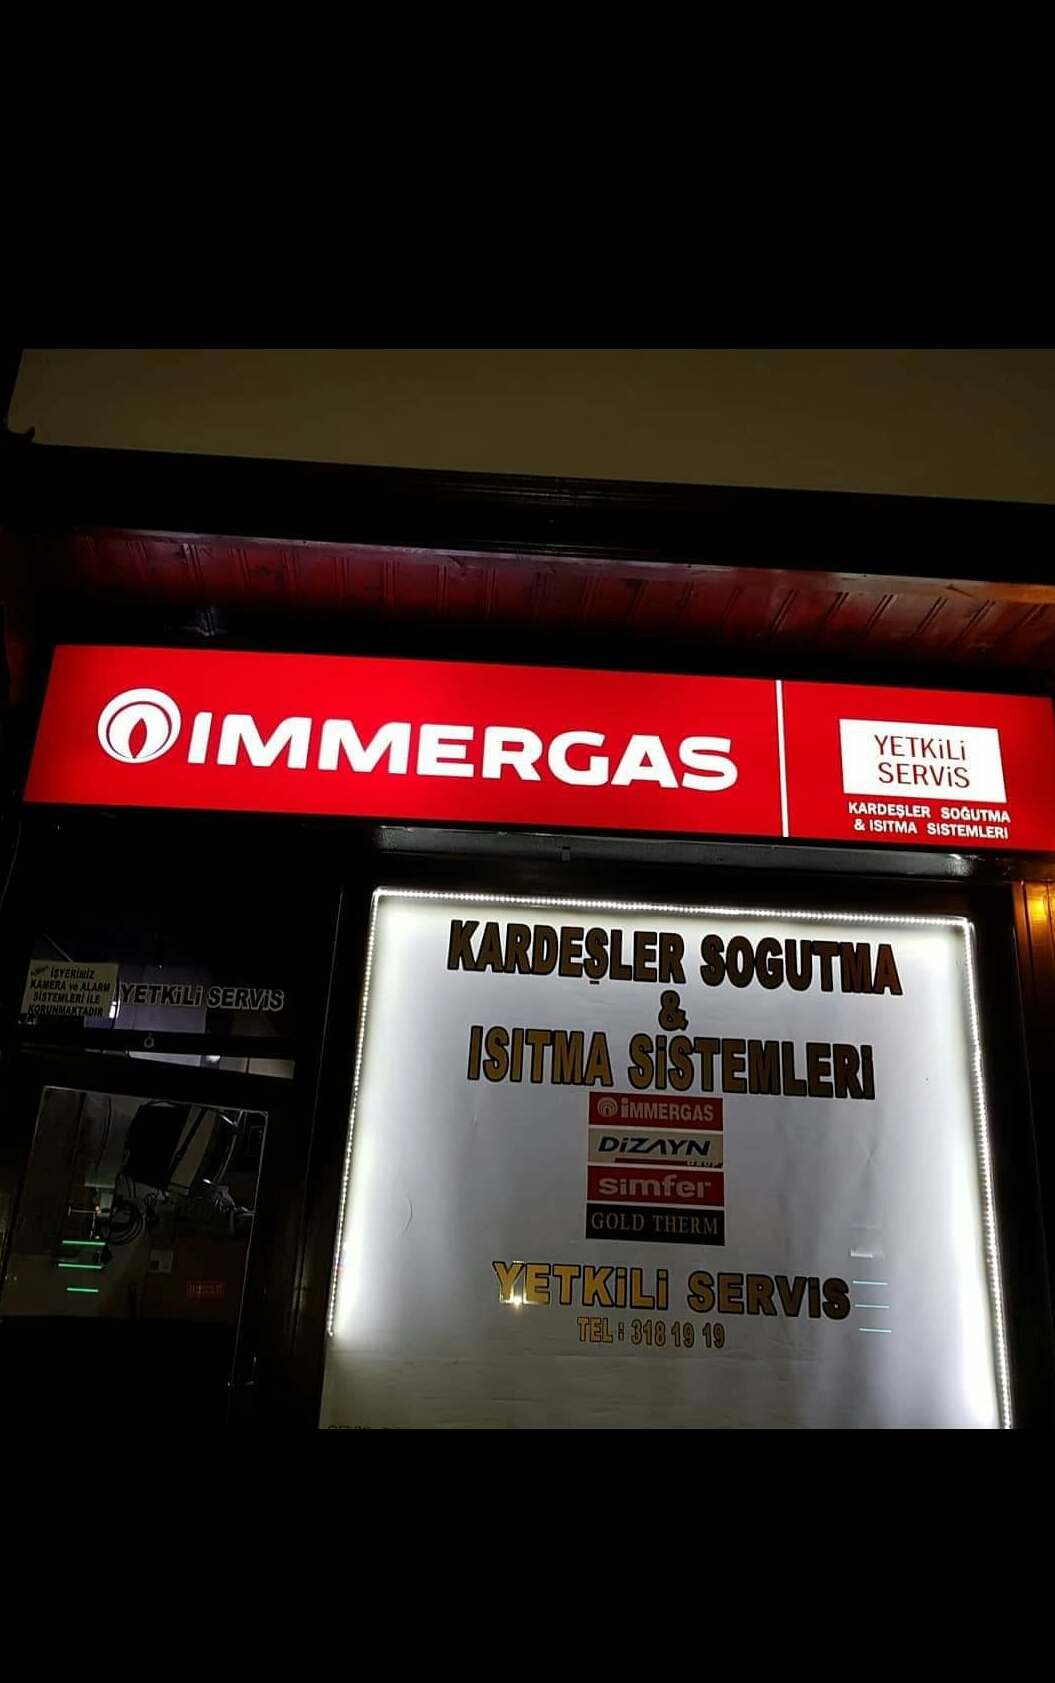 IMMERGAS
YETKiLi
SERViS
KARDEŞLER SOĞUTMA
& ISITMA SISTEMLERI
KARDEŞLER SOGUTMA
&
ISITMA SiSTEMLERi
iMMERGAS
DiZAYN
simfer
GOLD THERM
YETKiLi SERViS
TEL : 318 19 19
İŞYERİMİZ
KAMERA ve ALARM
SİSTEMLERİ İLE
KORUNMAKTADIR
YETKiLi SERViS